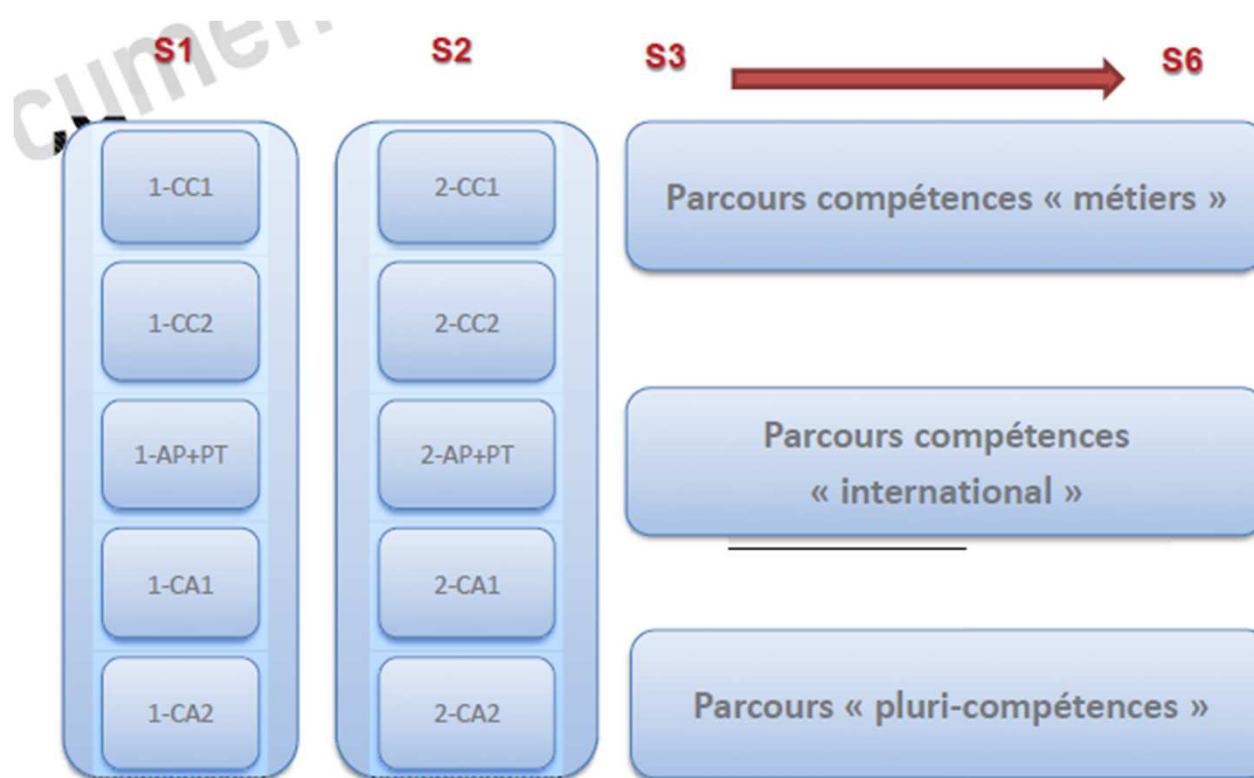 cumen
S1
S2
S3
S6
1-CC1
2-CC1
Parcours compétences « métiers »
1-CC2
2-CC2
1-AP+PT
2-AP+PT
Parcours compétences
« international »
1-CA1
2-CA1
1-CA2
2-CA2
Parcours « pluri-compétences »